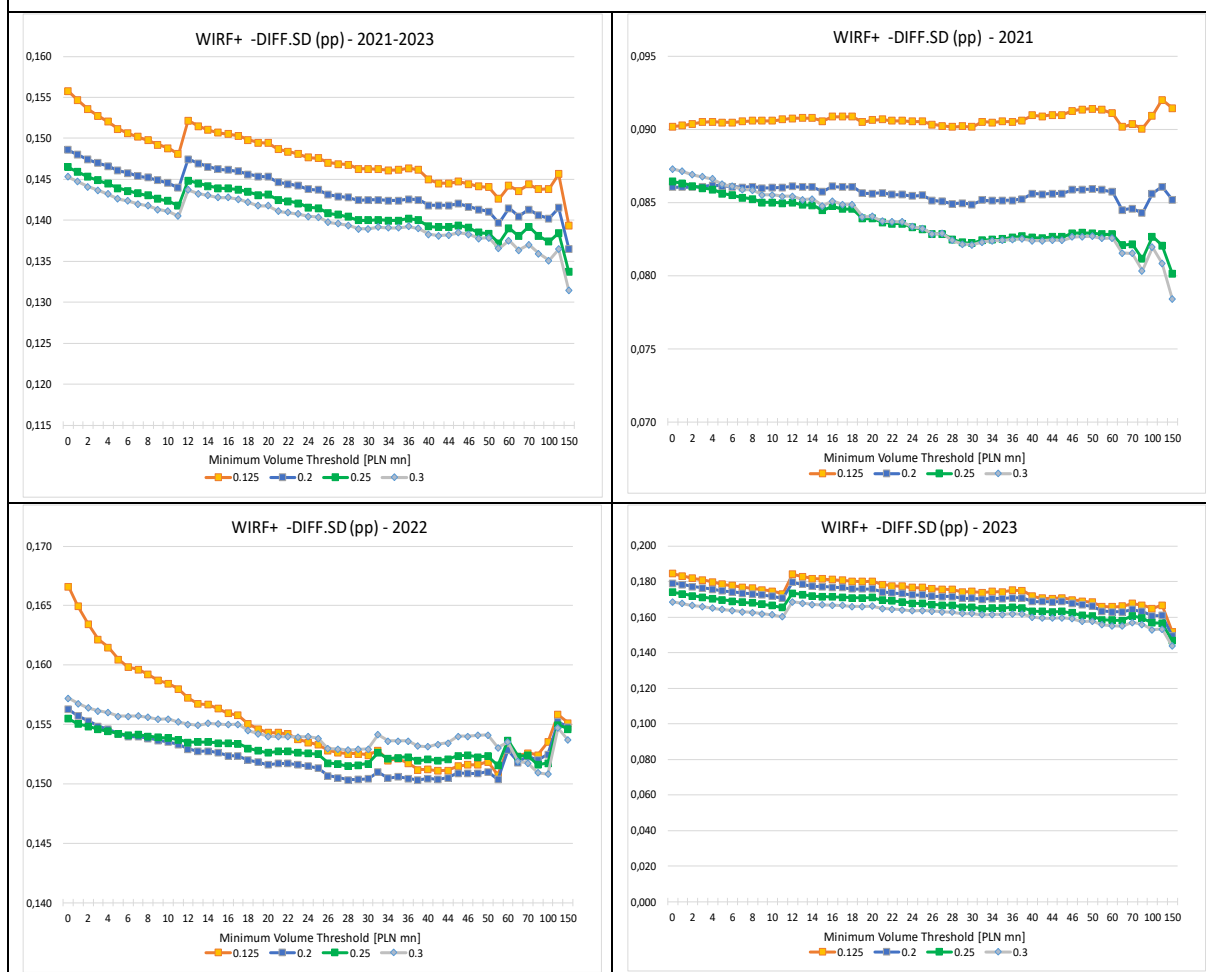 WIRF+ -DIFF.SD (pp) - 2021-2023
0,160
0,155
0,150
0,145
0,140
0,135
0,130
0,125
0,120
0,115
0 2 4 6 8 10 12 14 16 18 20 22 24 26 28 30 34 36 40 44 46 50 60 70 100 150
Minimum Volume Threshold [PLN mn]
0.125 0.2 0.25 0.3
WIRF+ -DIFF.SD (pp) - 2021
0,095
0,090
0,085
0,080
0,075
0,070
0 2 4 6 8 10 12 14 16 18 20 22 24 26 28 30 34 36 40 44 46 50 60 70 100 150
Minimum Volume Threshold [PLN mn]
0.125 0.2 0.25 0.3
WIRF+ -DIFF.SD (pp) - 2022
0,170
0,165
0,160
0,155
0,150
0,145
0,140
0 2 4 6 8 10 12 14 16 18 20 22 24 26 28 30 34 36 40 44 46 50 60 70 100 150
Minimum Volume Threshold [PLN mn]
0.125 0.2 0.25 0.3
WIRF+ -DIFF.SD (pp) - 2023
0,200
0,180
0,160
0,140
0,120
0,100
0,080
0,060
0,040
0,020
0,000
0 2 4 6 8 10 12 14 16 18 20 22 24 26 28 30 34 36 40 44 46 50 60 70 100 150
Minimum Volume Threshold [PLN mn]
0.125 0.2 0.25 0.3